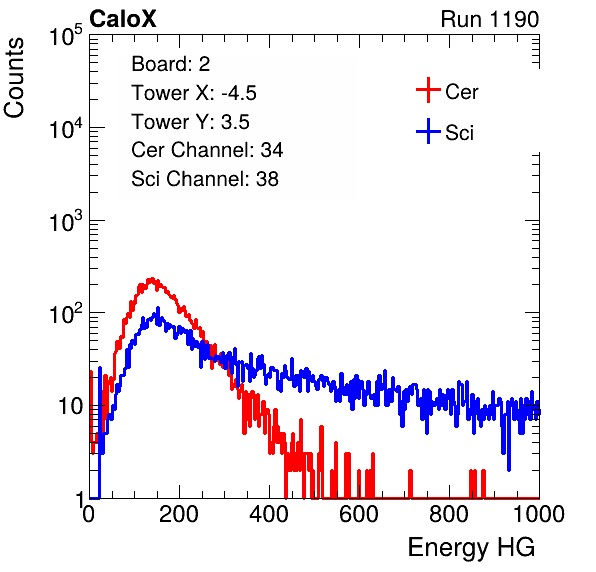 CaloX Run 1190
Counts
Board: 2
Tower X: -4.5
Tower Y: 3.5
Cer Channel: 34
Sci Channel: 38
Cer
Sci
10^5
10^4
10^3
10^2
10
1
0 200 400 600 800 1000
Energy HG